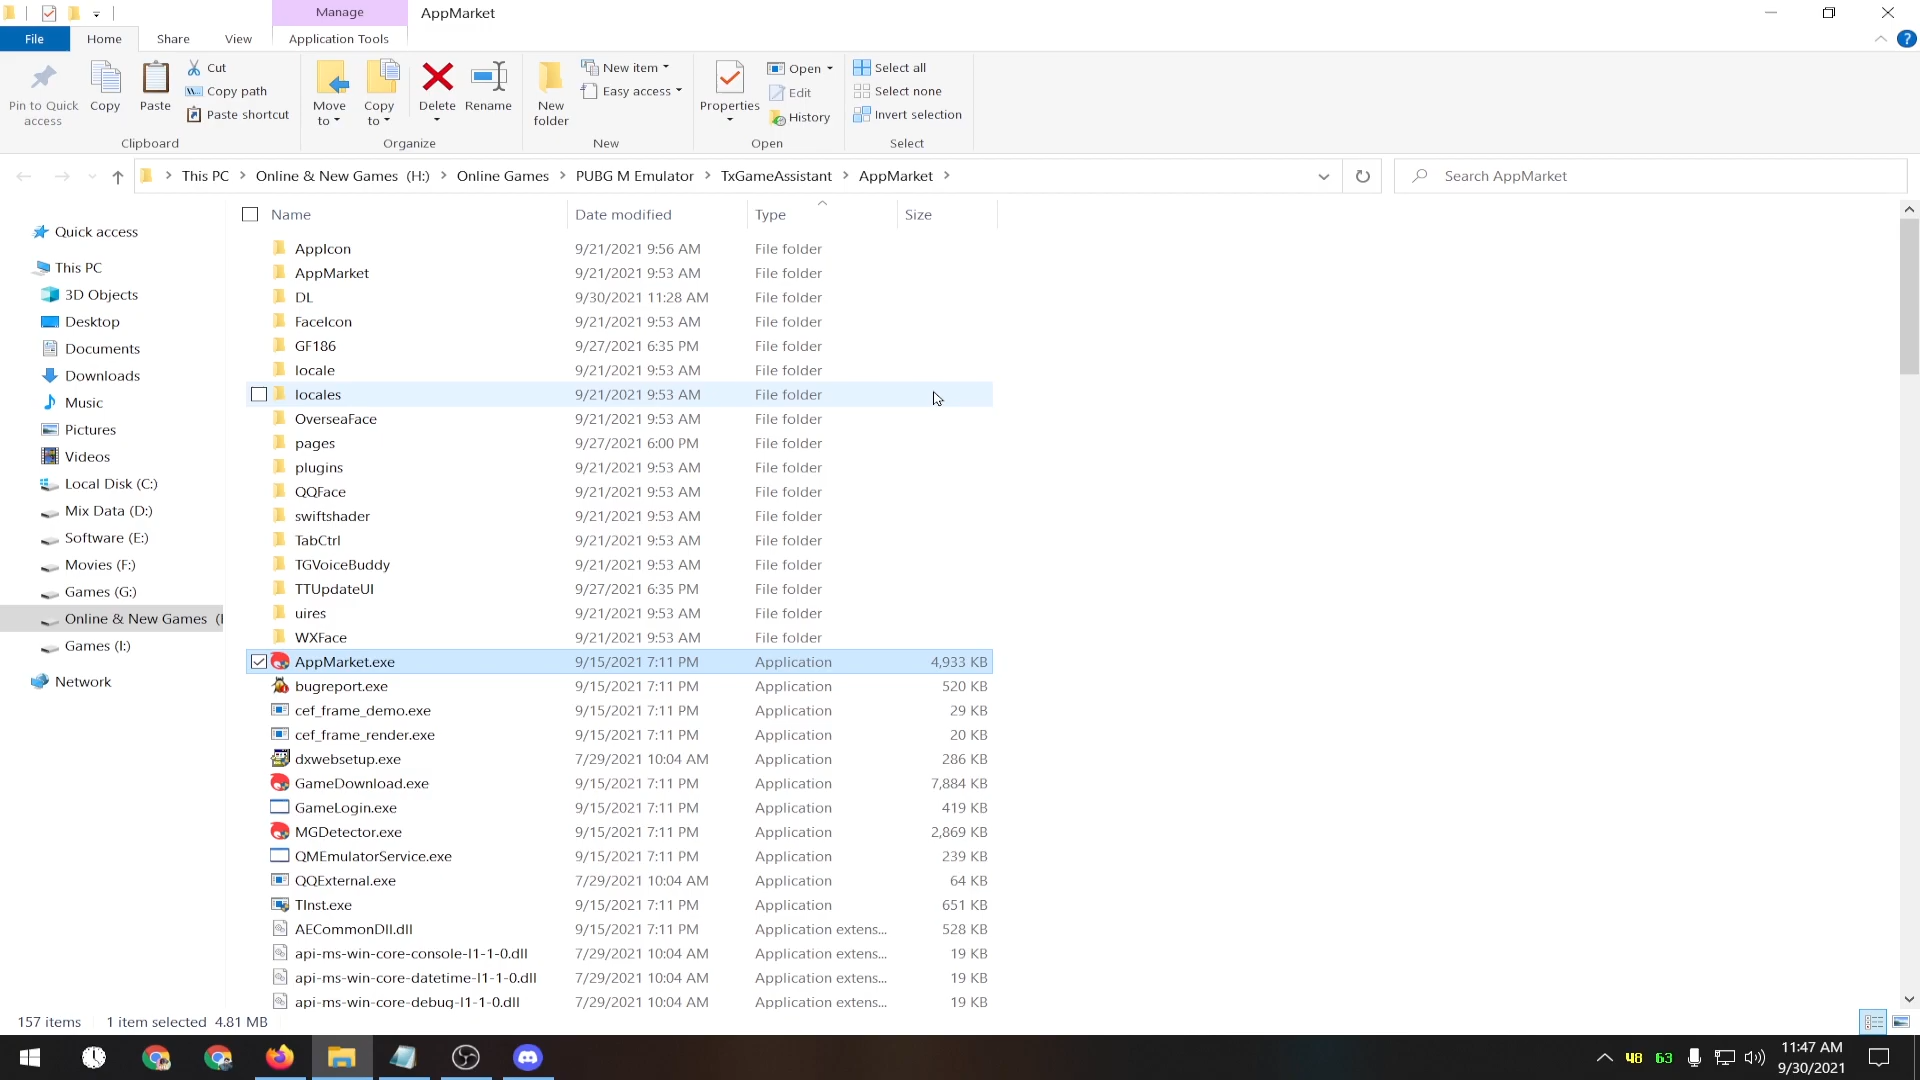 Manage
AppMarket
File
Home
Share
View
Application Tools
Pin to Quick access
Copy
Paste
Cut
Copy path
Paste shortcut
Clipboard
Move to
Copy to
Delete
Rename
Organize
New folder
New item
Easy access
New
Properties
Open
Edit
History
Open
Select all
Select none
Invert selection
Select
This PC > Online & New Games (H:) > Online Games > PUBG M Emulator > TxGameAssistant > AppMarket >
Search AppMarket
Name Date modified Type Size
Quick access
This PC
3D Objects
Desktop
Documents
Downloads
Music
Pictures
Videos
Local Disk (C:)
Mix Data (D:)
Software (E:)
Movies (F:)
Games (G:)
Online & New Games
Games (I:)
Network
AppIcon 9/21/2021 9:56 AM File folder
AppMarket 9/21/2021 9:53 AM File folder
DL 9/30/2021 11:28 AM File folder
FaceIcon 9/21/2021 9:53 AM File folder
GF186 9/27/2021 6:35 PM File folder
locale 9/21/2021 9:53 AM File folder
locales 9/21/2021 9:53 AM File folder
OverseaFace 9/21/2021 9:53 AM File folder
pages 9/27/2021 6:00 PM File folder
plugins 9/21/2021 9:53 AM File folder
QQFace 9/21/2021 9:53 AM File folder
swiftshader 9/21/2021 9:53 AM File folder
TabCtrl 9/21/2021 9:53 AM File folder
TGVoiceBuddy 9/21/2021 9:53 AM File folder
TTUpdateUI 9/27/2021 6:35 PM File folder
uires 9/21/2021 9:53 AM File folder
WXFace 9/21/2021 9:53 AM File folder
AppMarket.exe 9/15/2021 7:11 PM Application 4,933 KB
bugreport.exe 9/15/2021 7:11 PM Application 520 KB
cef_frame_demo.exe 9/15/2021 7:11 PM Application 29 KB
cef_frame_render.exe 9/15/2021 7:11 PM Application 20 KB
dxwebsetup.exe 7/29/2021 10:04 AM Application 286 KB
GameDownload.exe 9/15/2021 7:11 PM Application 7,884 KB
GameLogin.exe 9/15/2021 7:11 PM Application 419 KB
MGDetector.exe 9/15/2021 7:11 PM Application 2,869 KB
QMEmulatorService.exe 9/15/2021 7:11 PM Application 239 KB
QQExternal.exe 7/29/2021 10:04 AM Application 64 KB
TInst.exe 9/15/2021 7:11 PM Application 651 KB
AECommonDll.dll 9/15/2021 7:11 PM Application extens... 528 KB
api-ms-win-core-console-l1-1-0.dll 7/29/2021 10:04 AM Application extens... 19 KB
api-ms-win-core-datetime-l1-1-0.dll 7/29/2021 10:04 AM Application extens... 19 KB
api-ms-win-core-debug-l1-1-0.dll 7/29/2021 10:04 AM Application extens... 19 KB
157 items 1 item selected 4.81 MB
48 63
11:47 AM
9/30/2021